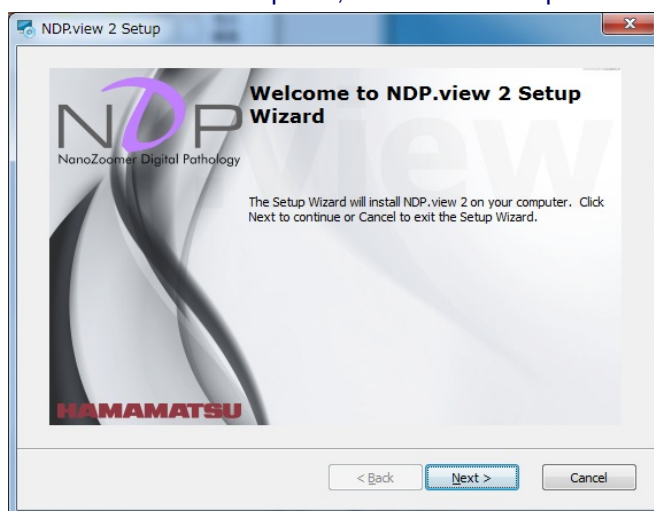 NDP.view 2 Setup
NDP
NanoZoomer Digital Pathology
Welcome to NDP.view 2 Setup
Wizard
view
The Setup Wizard will install NDP.view 2 on your computer. Click
Next to continue or Cancel to exit the Setup Wizard.
HAMAMATSU
< Back
Next >
Cancel